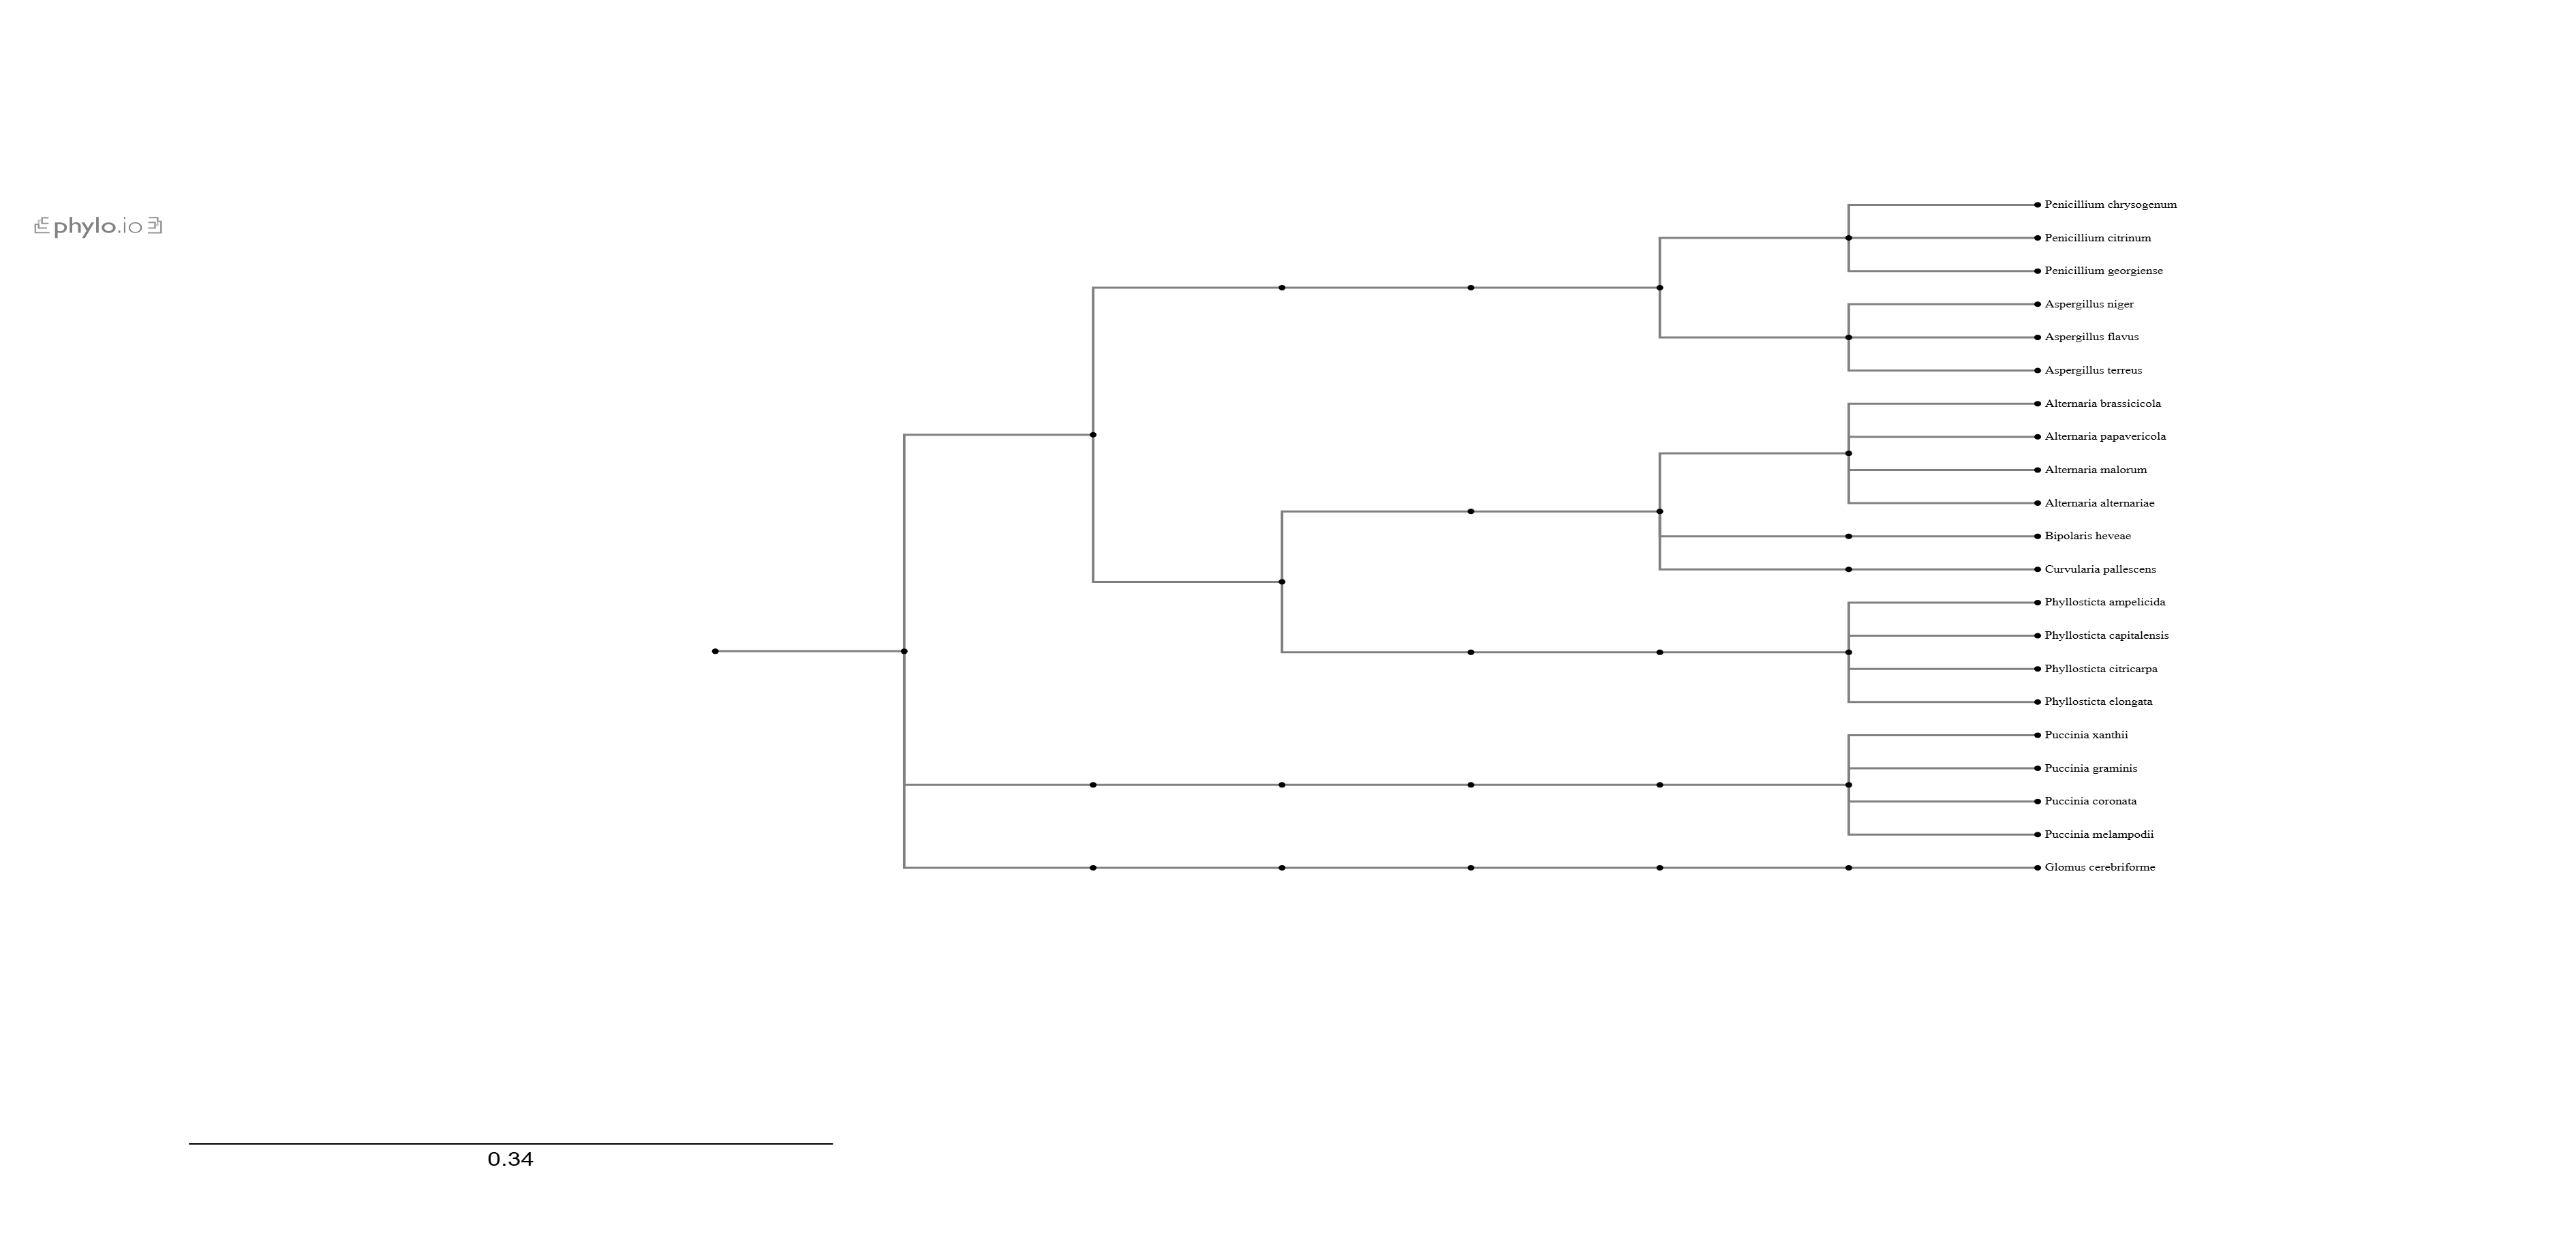 phylo.io
Penicillium chrysogenum
Penicillium citrinum
Penicillium georgiense
Aspergillus niger
Aspergillus flavus
Aspergillus terreus
Alternaria brassicicola
Alternaria papavericola
Alternaria malorum
Alternaria alternariae
Bipolaris heveae
Curvularia pallescens
Phyllosticta ampelicida
Phyllosticta capitalensis
Phyllosticta citricarpa
Phyllosticta elongata
Puccinia xanthii
Puccinia graminis
Puccinia coronata
Puccinia melampodii
Glomus cerebriforme
0.34